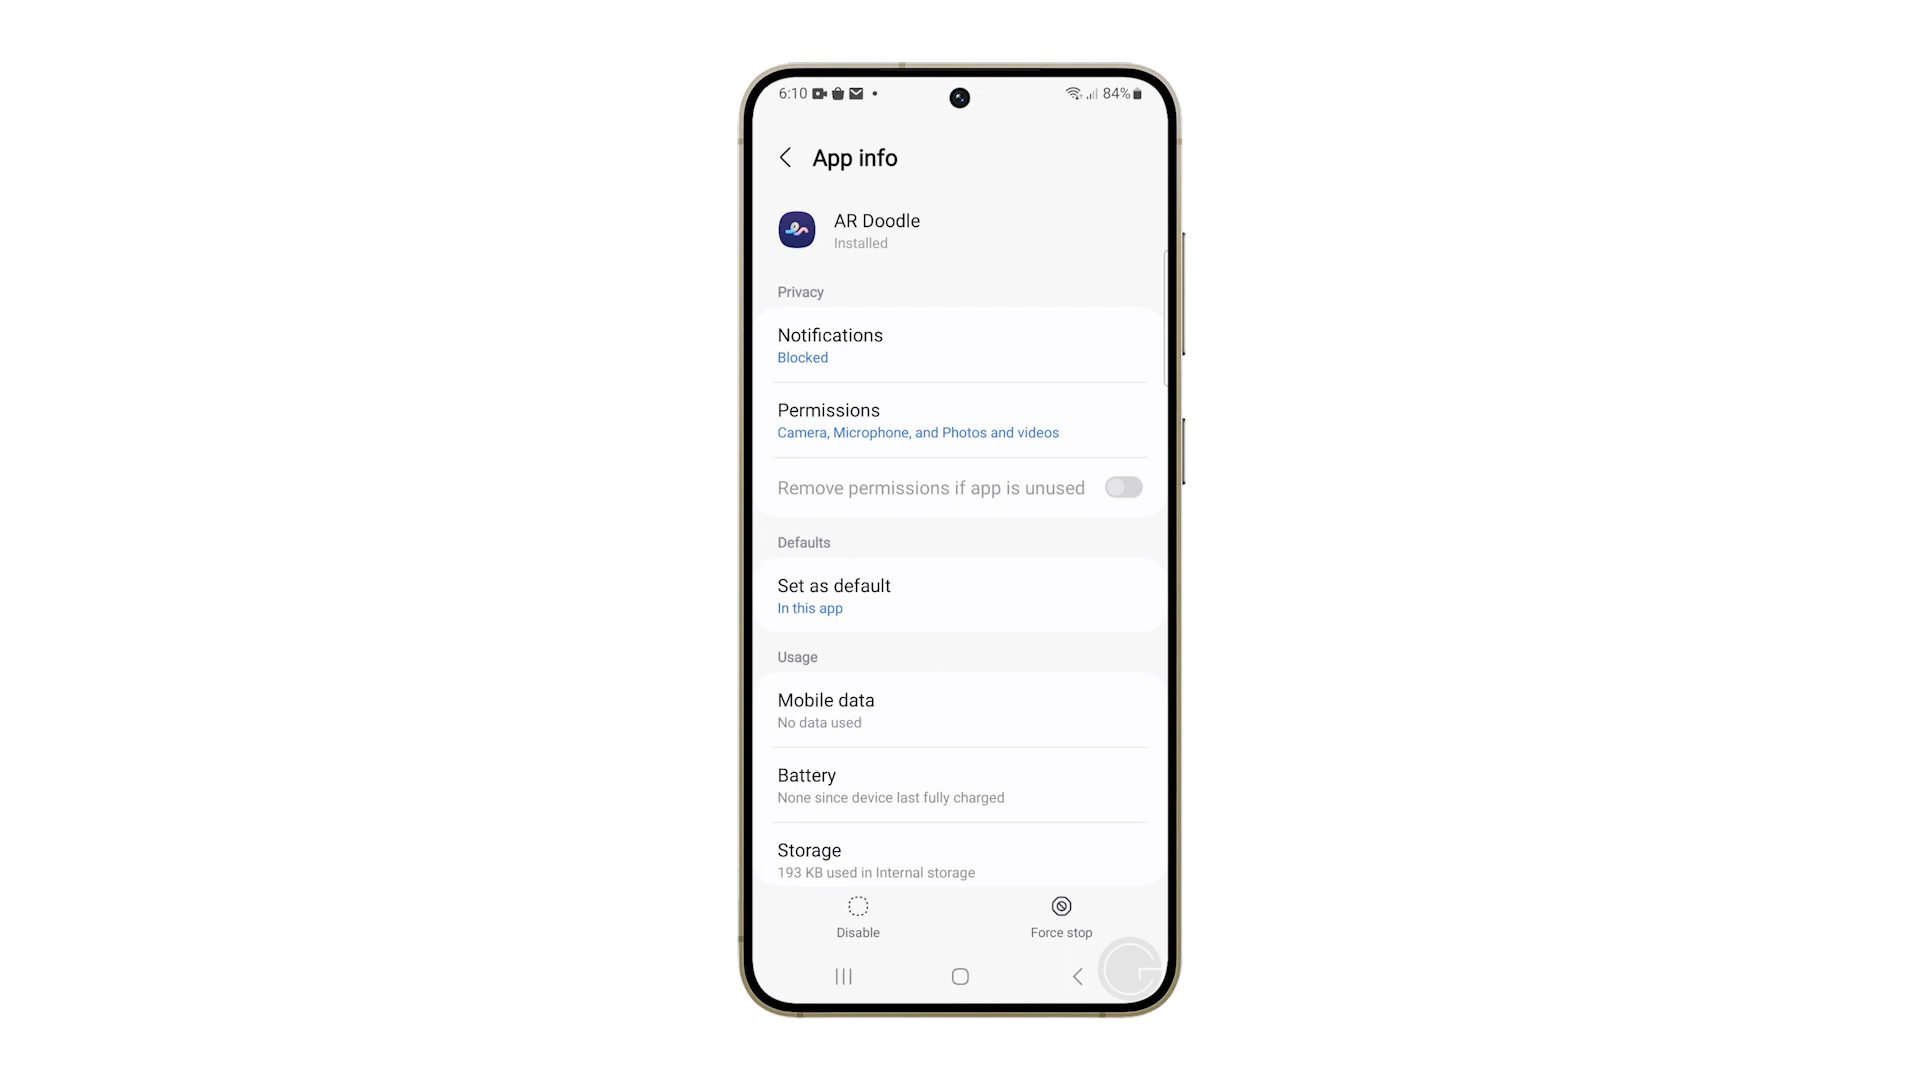 6:10
84%
App info
AR Doodle
Installed
Privacy
Notifications
Blocked
Permissions
Camera, Microphone, and Photos and videos
Remove permissions if app is unused
Defaults
Set as default
In this app
Usage
Mobile data
No data used
Battery
None since device last fully charged
Storage
193 KB used in Internal storage
Disable
Force stop